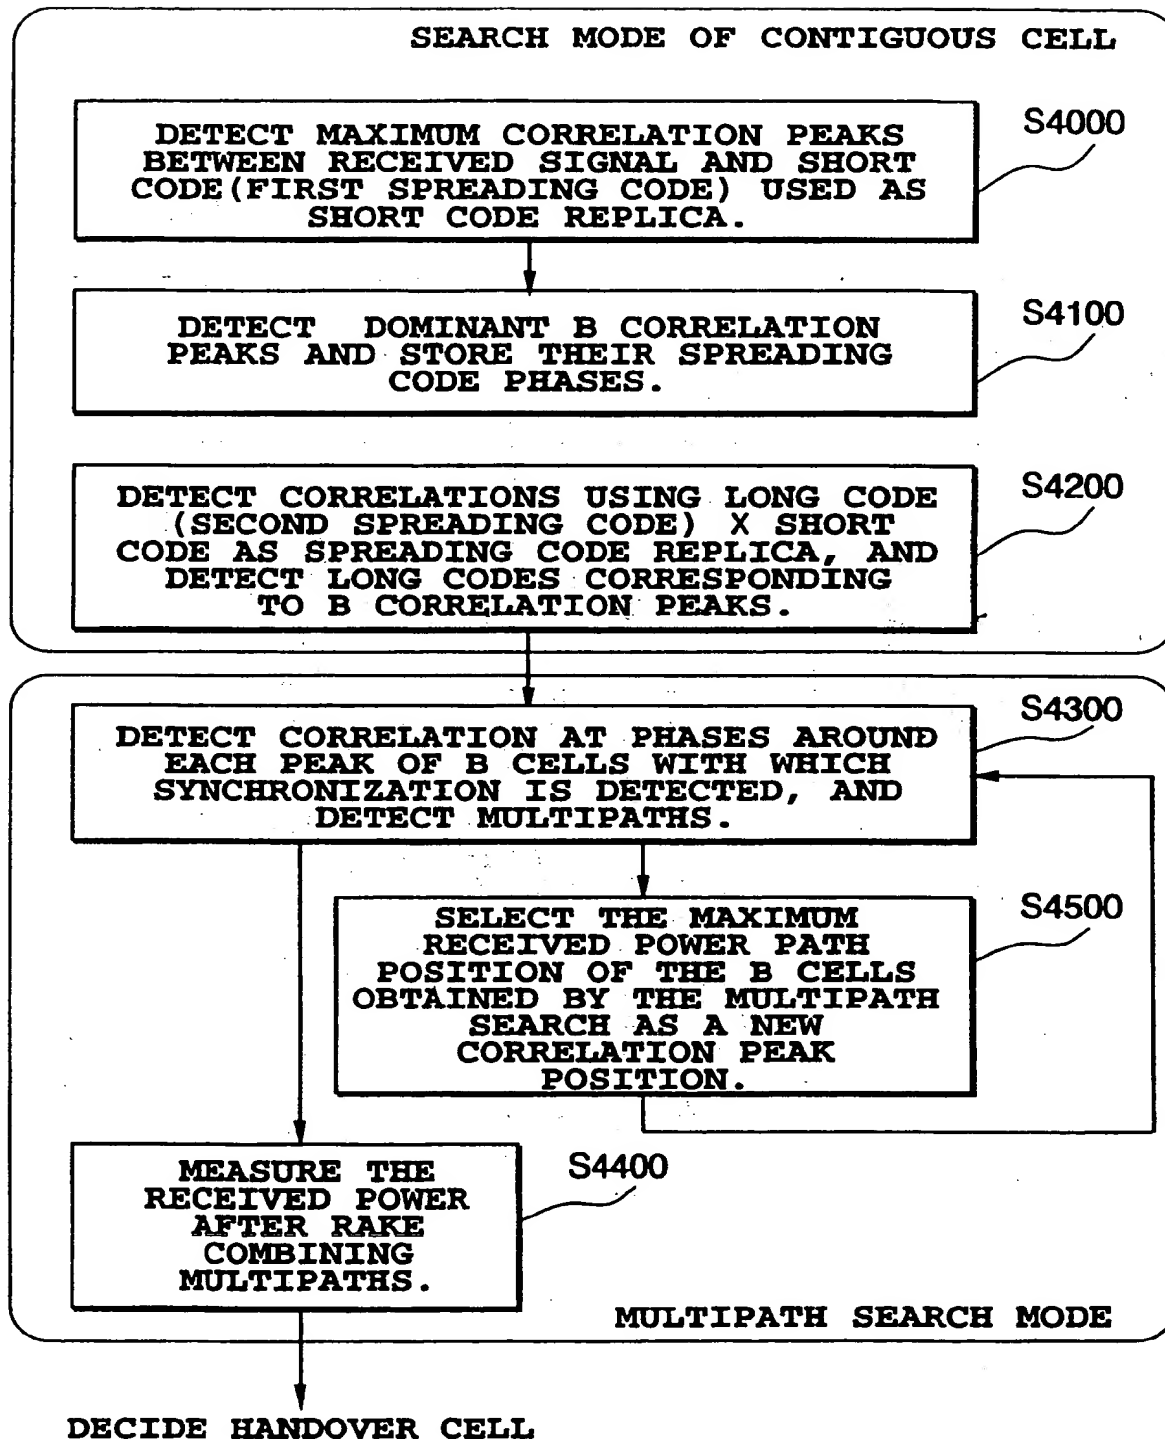 SEARCH MODE OF CONTIGUOUS CELL
S4000
DETECT MAXIMUM CORRELATION PEAKS
BETWEEN RECEIVED SIGNAL AND SHORT
CODE(FIRST SPREADING CODE) USED AS
SHORT CODE REPLICA.
S4100
DETECT DOMINANT B CORRELATION
PEAKS AND STORE THEIR SPREADING
CODE PHASES.
S4200
DETECT CORRELATIONS USING LONG CODE
(SECOND SPREADING CODE) X SHORT
CODE AS SPREADING CODE REPLICA, AND
DETECT LONG CODES CORRESPONDING
TO B CORRELATION PEAKS.
S4300
DETECT CORRELATION AT PHASES AROUND
EACH PEAK OF B CELLS WITH WHICH
SYNCHRONIZATION IS DETECTED, AND
DETECT MULTIPATHS.
S4500
SELECT THE MAXIMUM
RECEIVED POWER PATH
POSITION OF THE B CELLS
OBTAINED BY THE MULTIPATH
SEARCH AS A NEW
CORRELATION PEAK
POSITION.
S4400
MEASURE THE
RECEIVED POWER
AFTER RAKE
COMBINING
MULTIPATHS.
MULTIPATH SEARCH MODE
DECIDE HANDOVER CELL